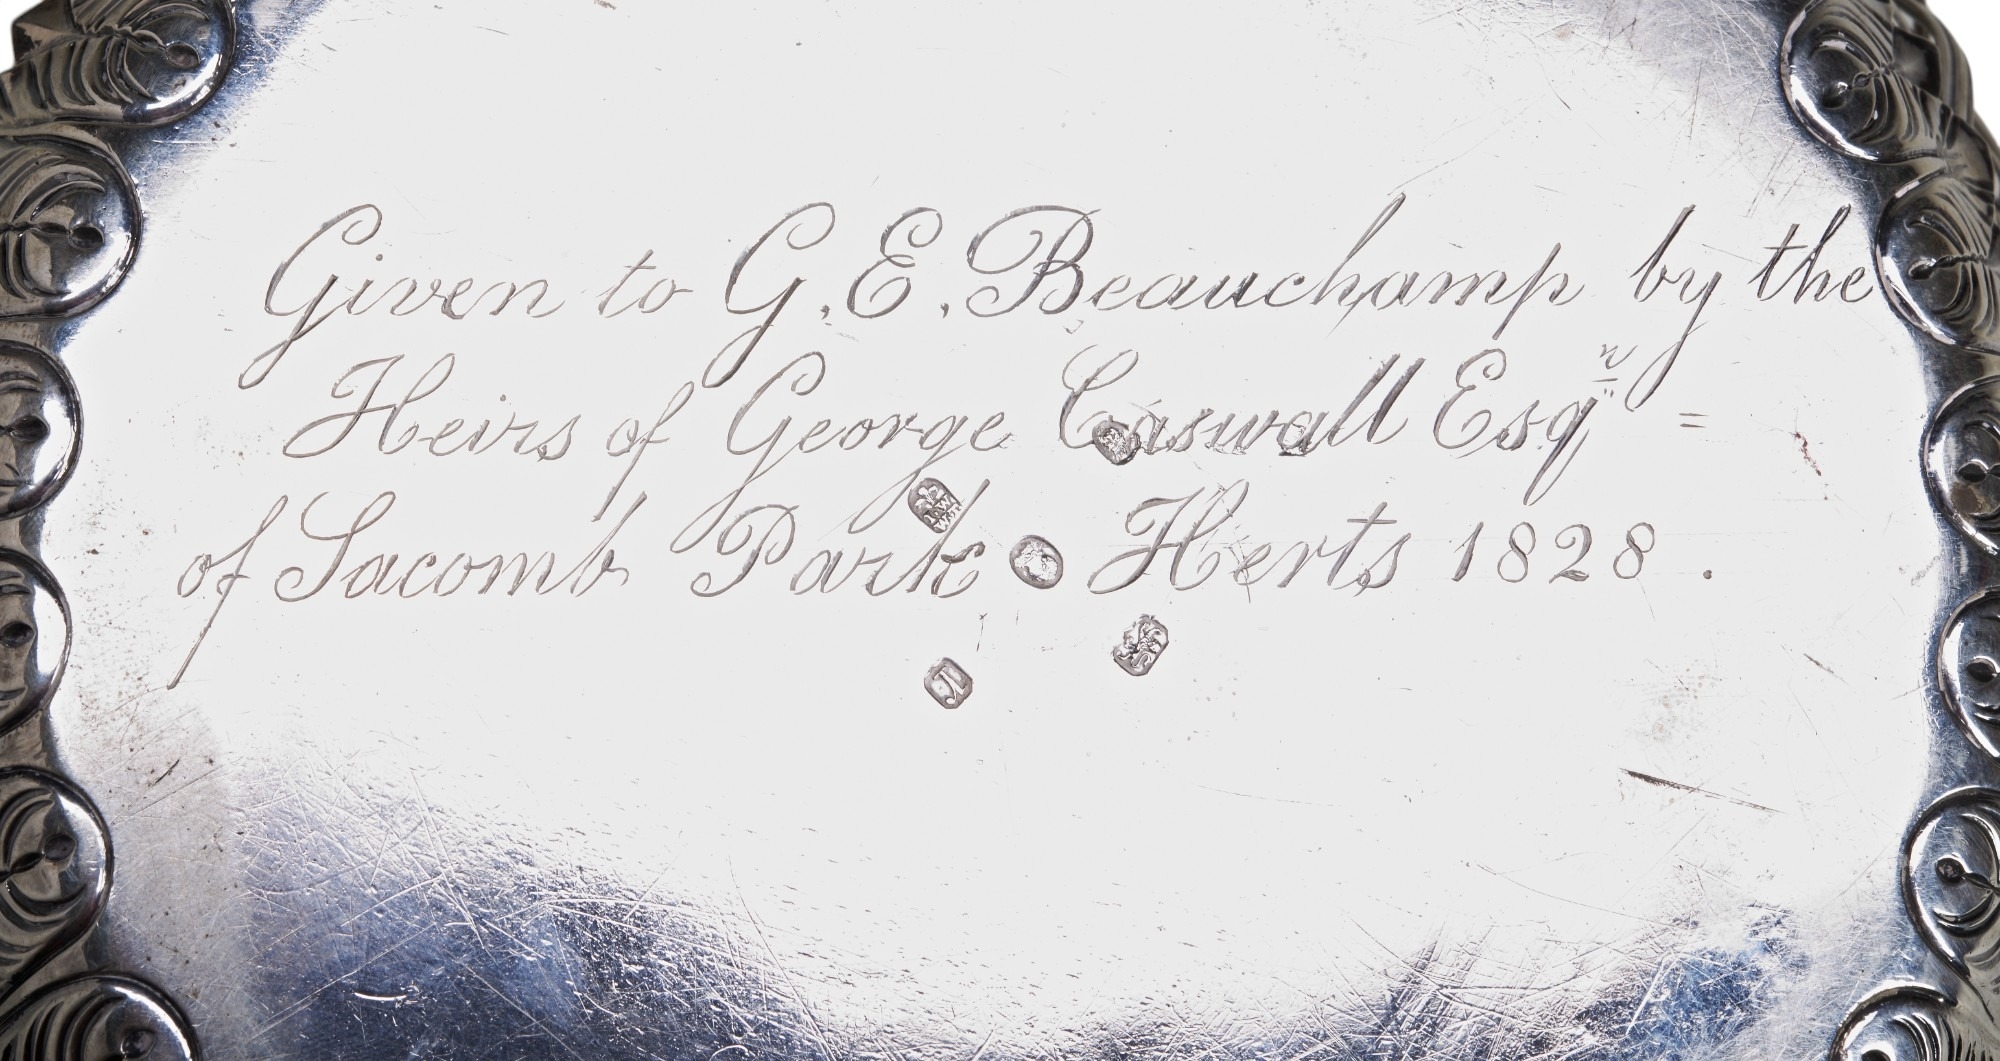 Given to G. E. Beauchamp by the
Heirs of George Caswall Esqr =
of Sacomb Park Herts 1828 .